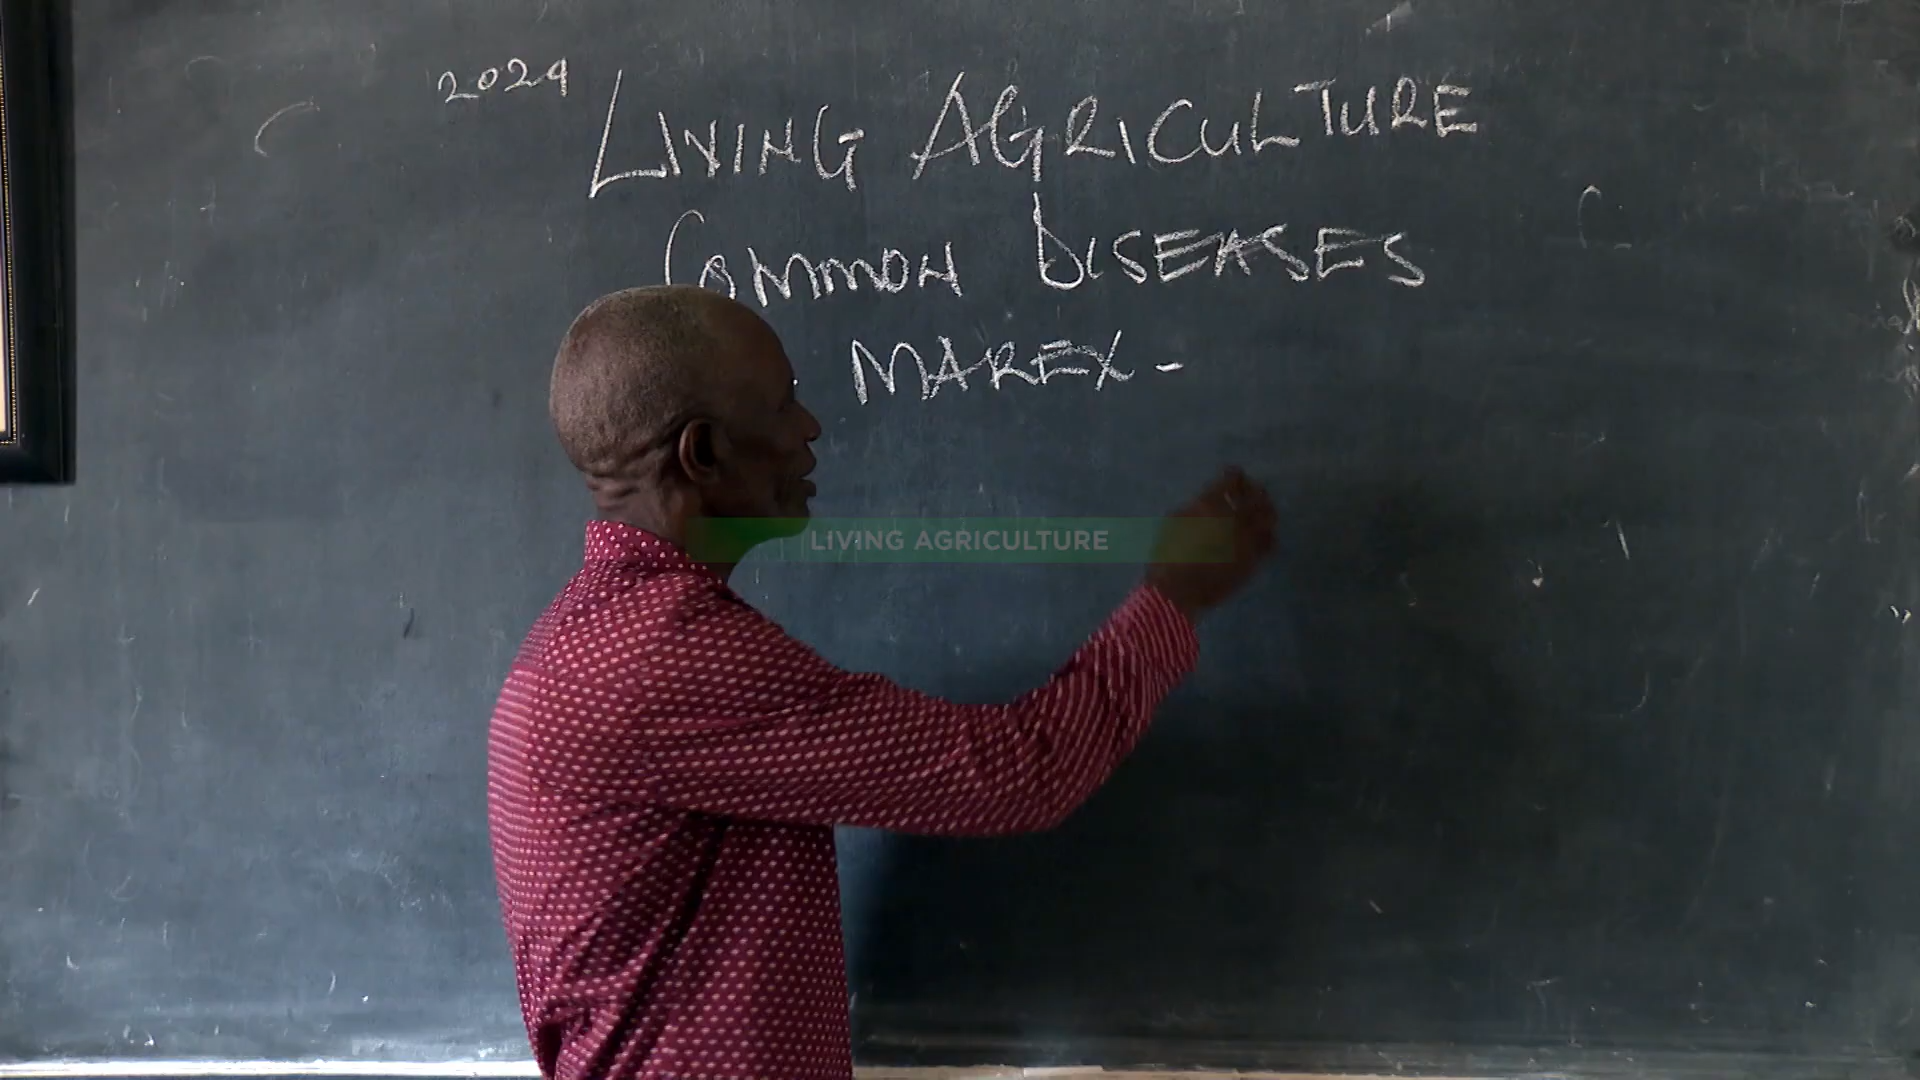 2024
LIVING AGRICULTURE
COMMON DISEASES
MAREX -
LIVING AGRICULTURE